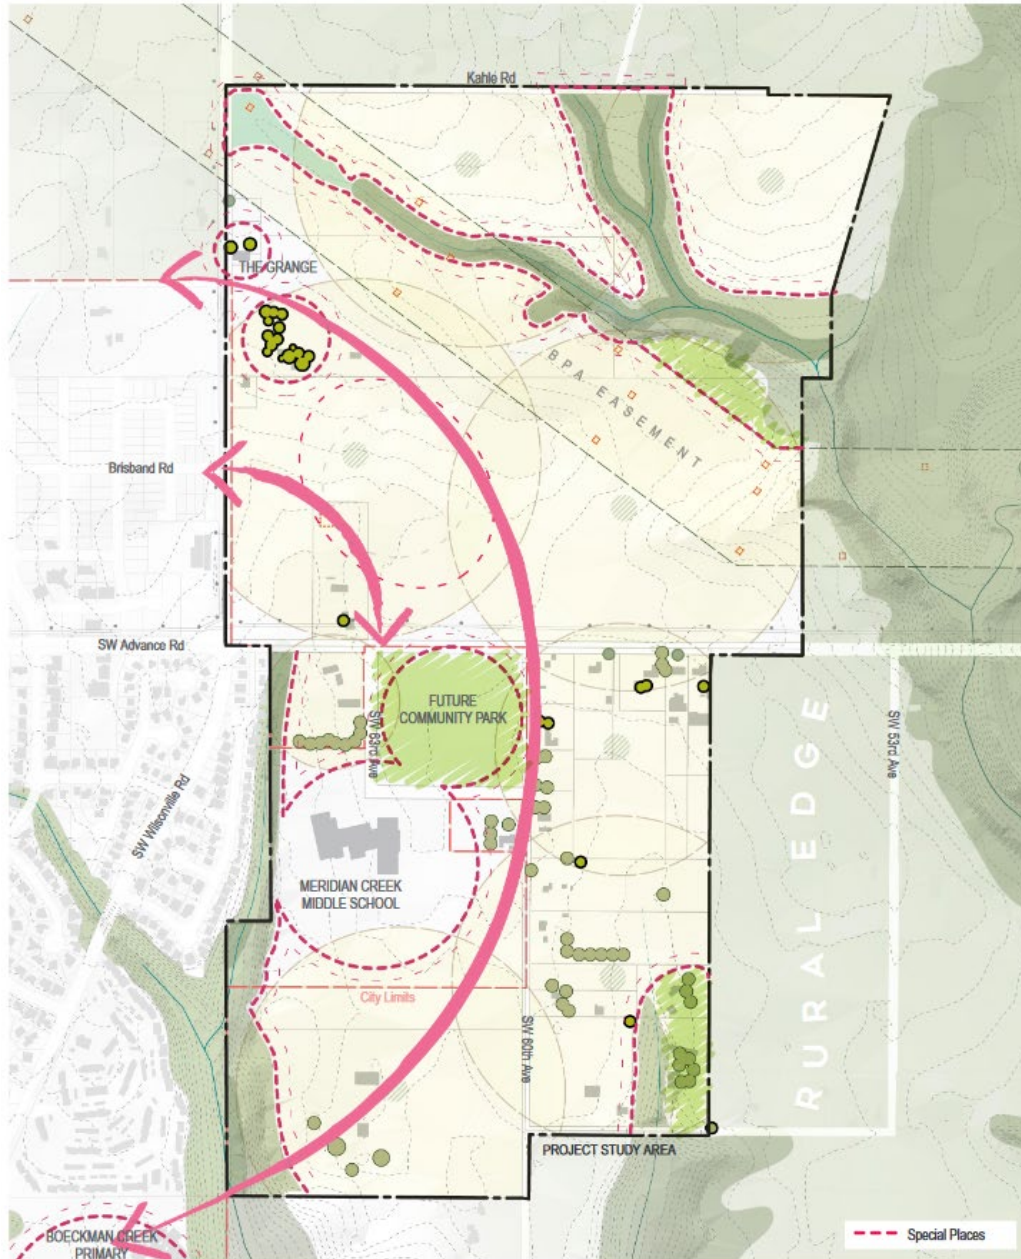 Kahle Rd
THE GRANGE
BPA EASEMENT
Brisband Rd
SW Advance Rd
FUTURE
COMMUNITY PARK
SW 63rd Ave
RURAL EDGE
SW 53rd Ave
SW Wilsonville Rd
MERIDIAN CREEK
MIDDLE SCHOOL
City Limits
SW 60th Ave
PROJECT STUDY AREA
BOECKMAN CREEK
PRIMARY
Special Places